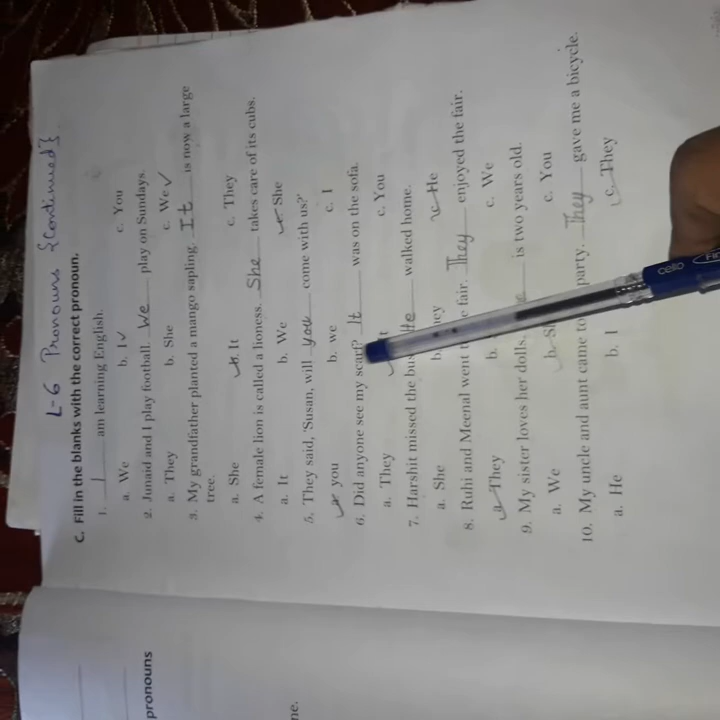 L-6 Pronouns {Continued}
C. Fill in the blanks with the correct pronoun.
1. I am learning English.
a. We b. I c. You
2. Junaid and I play football. We play on Sundays.
a. They b. She c. We
3. My grandfather planted a mango sapling. It is now a large
tree.
a. She b. It c. They
4. A female lion is called a lioness. She takes care of its cubs.
a. It b. We c. She
5. They said, 'Susan, will you come with us?'
a. you b. we c. I
6. Did anyone see my scarf? It was on the sofa.
a. They c. You
7. Harshit missed the bus. He walked home.
a. She c. He
8. Ruhi and Meenal went fair. They enjoyed the fair.
a. They b. c. We
9. My sister loves her dolls. is two years old.
a. We b. c. You
10. My uncle and aunt came to party. They gave me a bicycle.
a. He b. I c. They
pronouns
cello